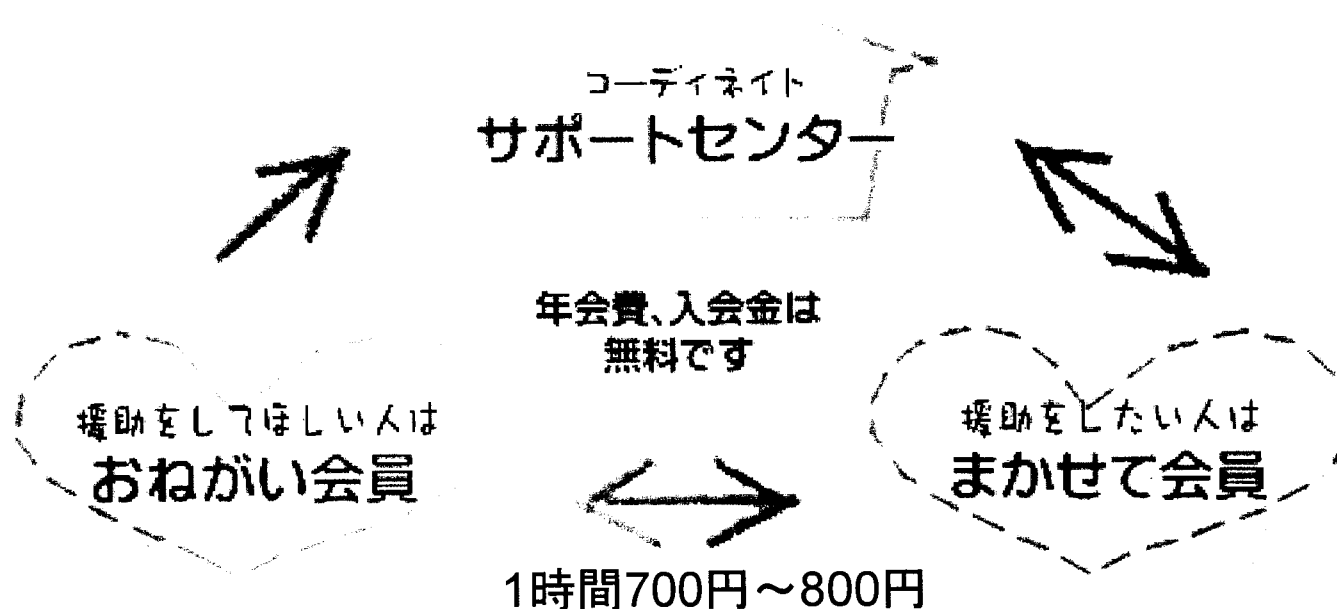 コーディネイト
サポートセンター
年会費、入会金は
無料です
援助をしてほしい人は
おねがい会員
援助をしたい人は
まかせて会員
1時間700円～800円